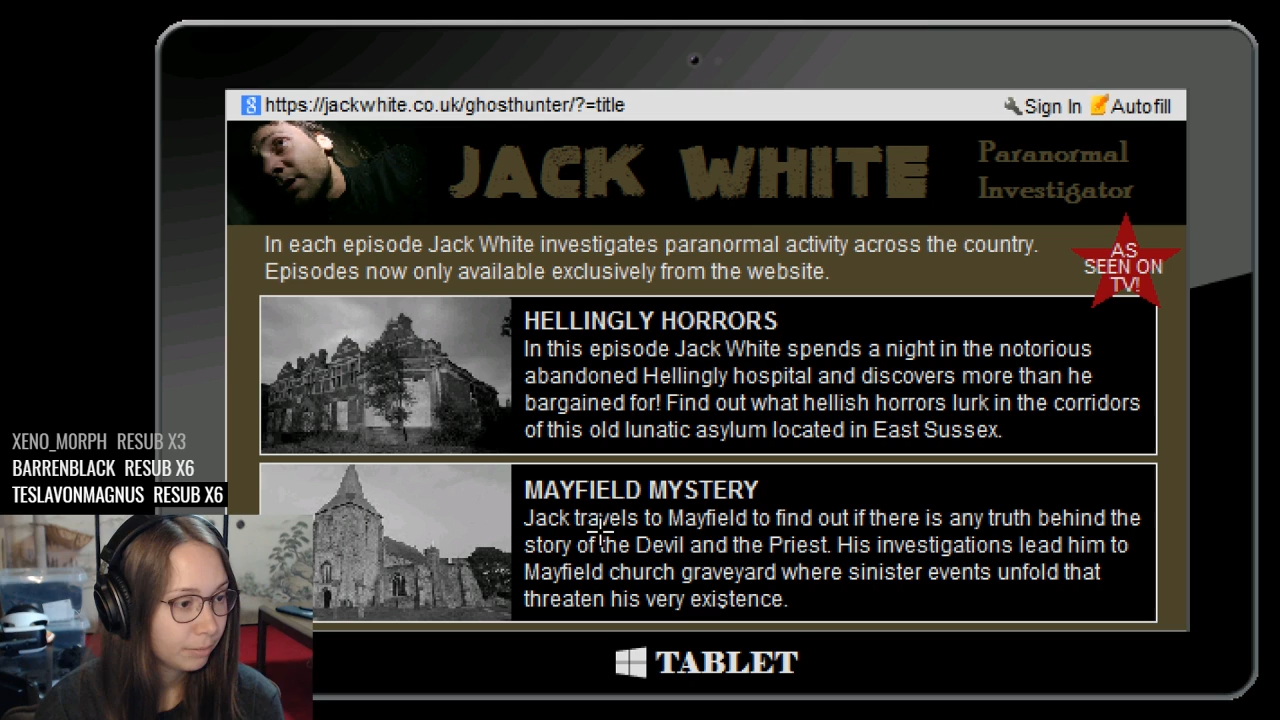 https://jackwhite.co.uk/ghosthunter/?=title
Sign In
Autofill
JACK WHITE
Paranormal
Investigator
In each episode Jack White investigates paranormal activity across the country.
Episodes now only available exclusively from the website.
AS
SEEN ON
TV!
HELLINGLY HORRORS
In this episode Jack White spends a night in the notorious
abandoned Hellingly hospital and discovers more than he
bargained for! Find out what hellish horrors lurk in the corridors
of this old lunatic asylum located in East Sussex.
XENO_MORPH RESUB X3
BARRENBLACK RESUB X6
TESLAVONMAGNUS RESUB X6
MAYFIELD MYSTERY
Jack travels to Mayfield to find out if there is any truth behind the
story of the Devil and the Priest. His investigations lead him to
Mayfield church graveyard where sinister events unfold that
threaten his very existence.
TABLET